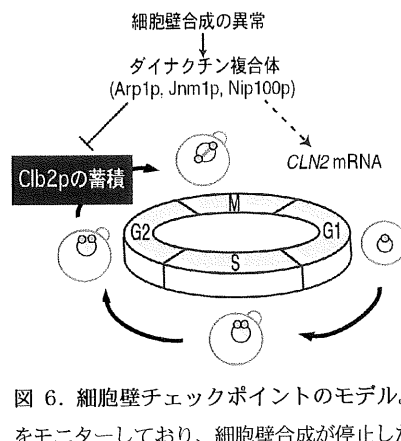 細胞壁合成の異常
ダイナクチン複合体
(Arp1p, Jnm1p, Nip100p)
Clb2pの蓄積
CLN2 mRNA
M
G2
G1
S
図 6. 細胞壁チェックポイントのモデル
をモニターしており、細胞壁合成が停止した